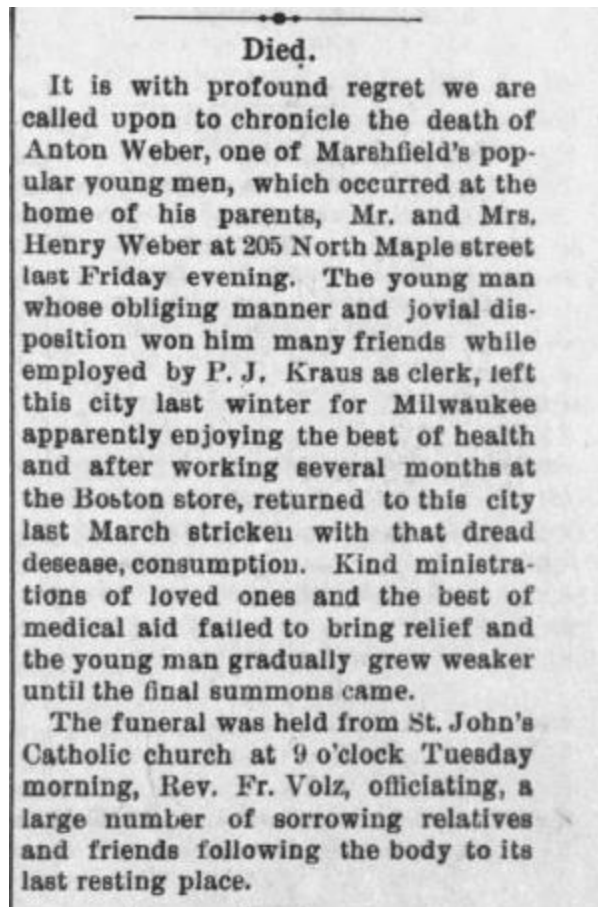 Died.
It is with profound regret we are
called upon to chronicle the death of
Anton Weber, one of Marshfield's pop-
ular young men, which occurred at the
home of his parents, Mr. and Mrs.
Henry Weber at 205 North Maple street
last Friday evening. The young man
whose obliging manner and jovial dis-
position won him many friends while
employed by P. J. Kraus as clerk, left
this city last winter for Milwaukee
apparently enjoying the best of health
and after working several months at
the Boston store, returned to this city
last March stricken with that dread
desease, consumption. Kind ministra-
tions of loved ones and the best of
medical aid failed to bring relief and
the young man gradually grew weaker
until the final summons came.
The funeral was held from St. John's
Catholic church at 9 o'clock Tuesday
morning, Rev. Fr. Volz, officiating, a
large number of sorrowing relatives
and friends following the body to its
last resting place.